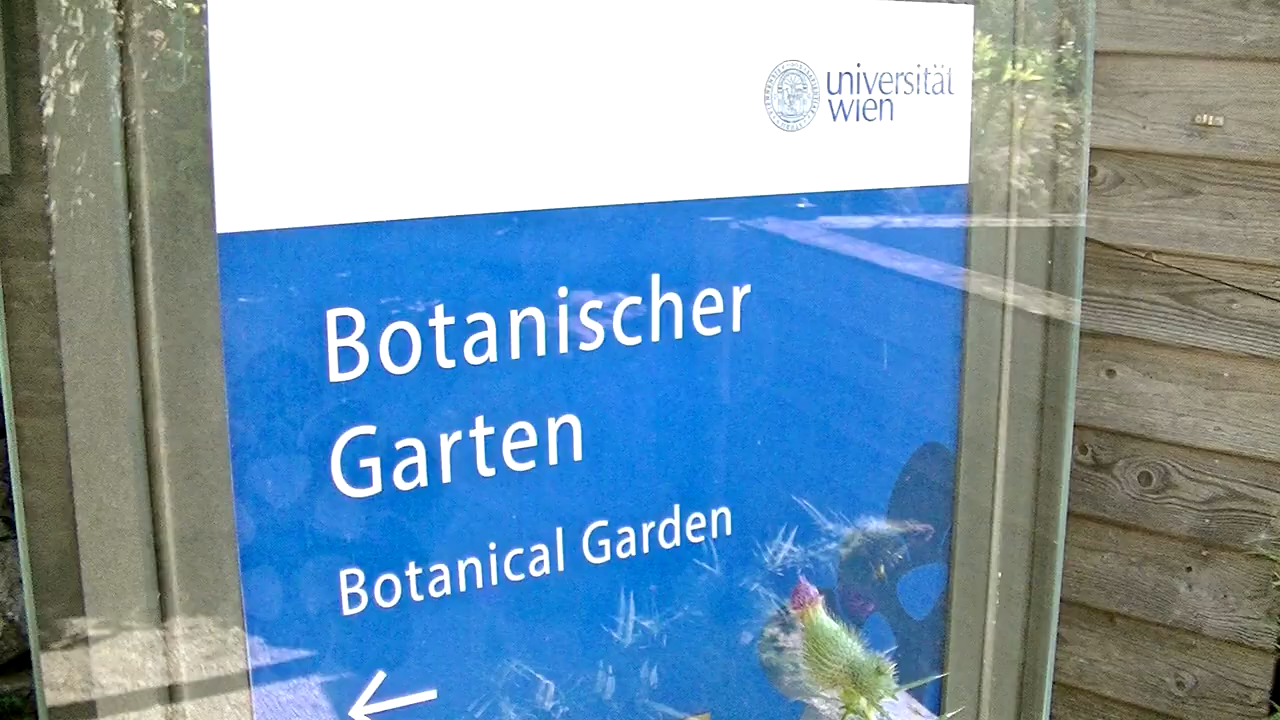 universität
wien
Botanischer
Garten
Botanical Garden
←